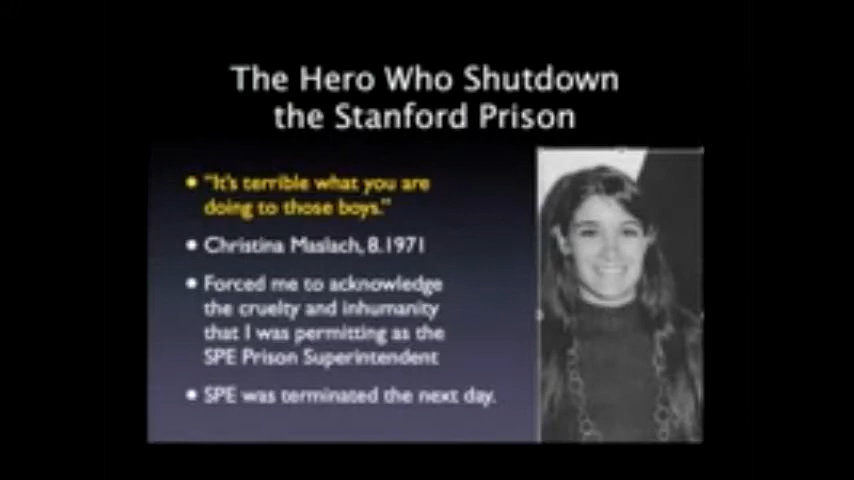 The Hero Who Shutdown
the Stanford Prison
• "It's terrible what you are
doing to those boys."
• Christina Maslach, 8.1971
• Forced me to acknowledge
the cruelty and inhumanity
that I was permitting as the
SPE Prison Superintendent
• SPE was terminated the next day.